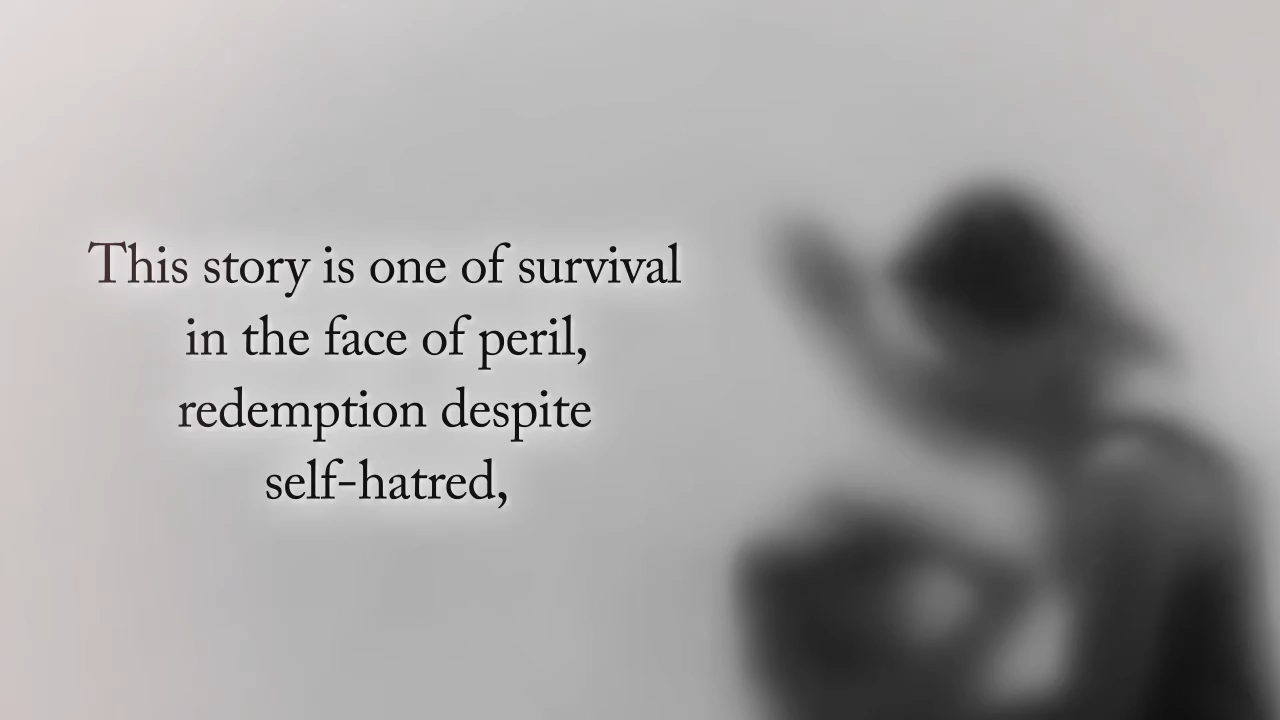 This story is one of survival
in the face of peril,
redemption despite
self-hatred,